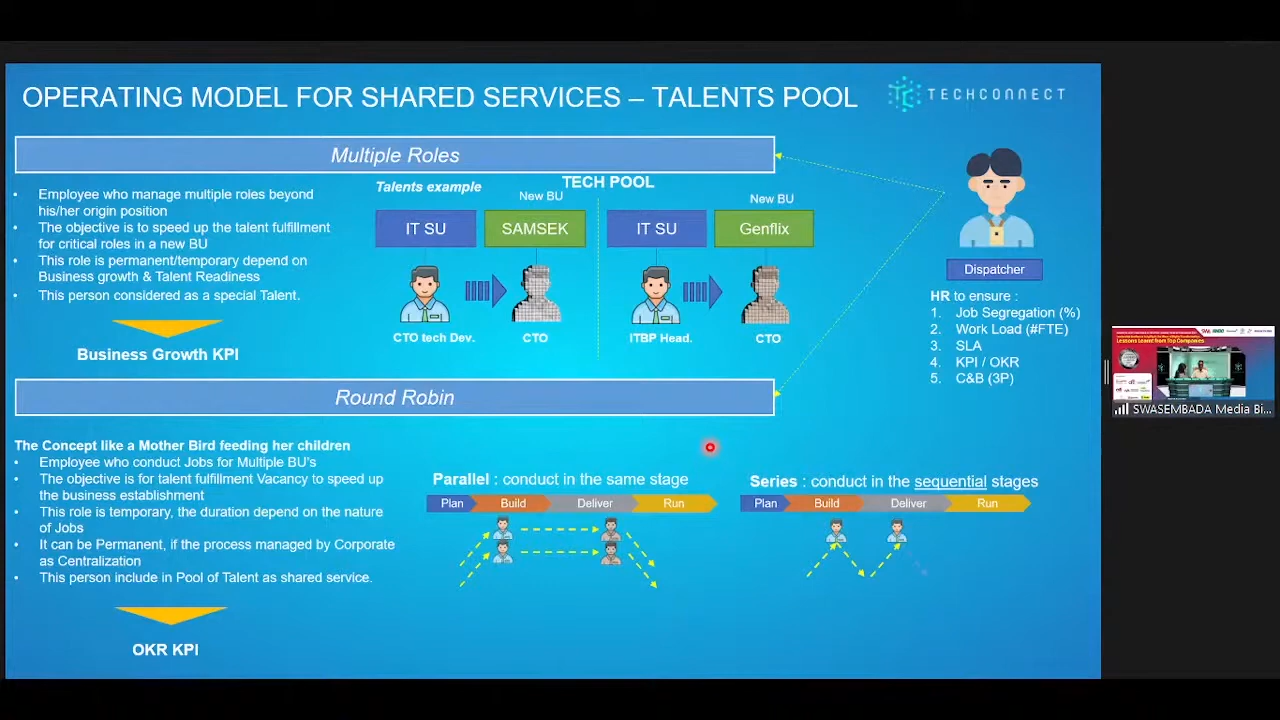 OPERATING MODEL FOR SHARED SERVICES – TALENTS POOL
TECHCONNECT
Multiple Roles
• Employee who manage multiple roles beyond
his/her origin position
• The objective is to speed up the talent fulfillment
for critical roles in a new BU
• This role is permanent/temporary depend on
Business growth & Talent Readiness
• This person considered as a special Talent.
Business Growth KPI
Talents example
TECH POOL
New BU
New BU
IT SU
SAMSEK
IT SU
Genflix
CTO tech Dev.
CTO
ITBP Head.
CTO
Dispatcher
HR to ensure :
1. Job Segregation (%)
2. Work Load (#FTE)
3. SLA
4. KPI / OKR
5. C&B (3P)
Round Robin
The Concept like a Mother Bird feeding her children
• Employee who conduct Jobs for Multiple BU's
• The objective is for talent fulfillment Vacancy to speed up
the business establishment
• This role is temporary, the duration depend on the nature
of Jobs
• It can be Permanent, if the process managed by Corporate
as Centralization
• This person include in Pool of Talent as shared service.
OKR KPI
Parallel : conduct in the same stage
Plan Build Deliver Run
Series : conduct in the sequential stages
Plan Build Deliver Run
Lessons Learnt from Top Companies
SWASEMBADA Media Bi...